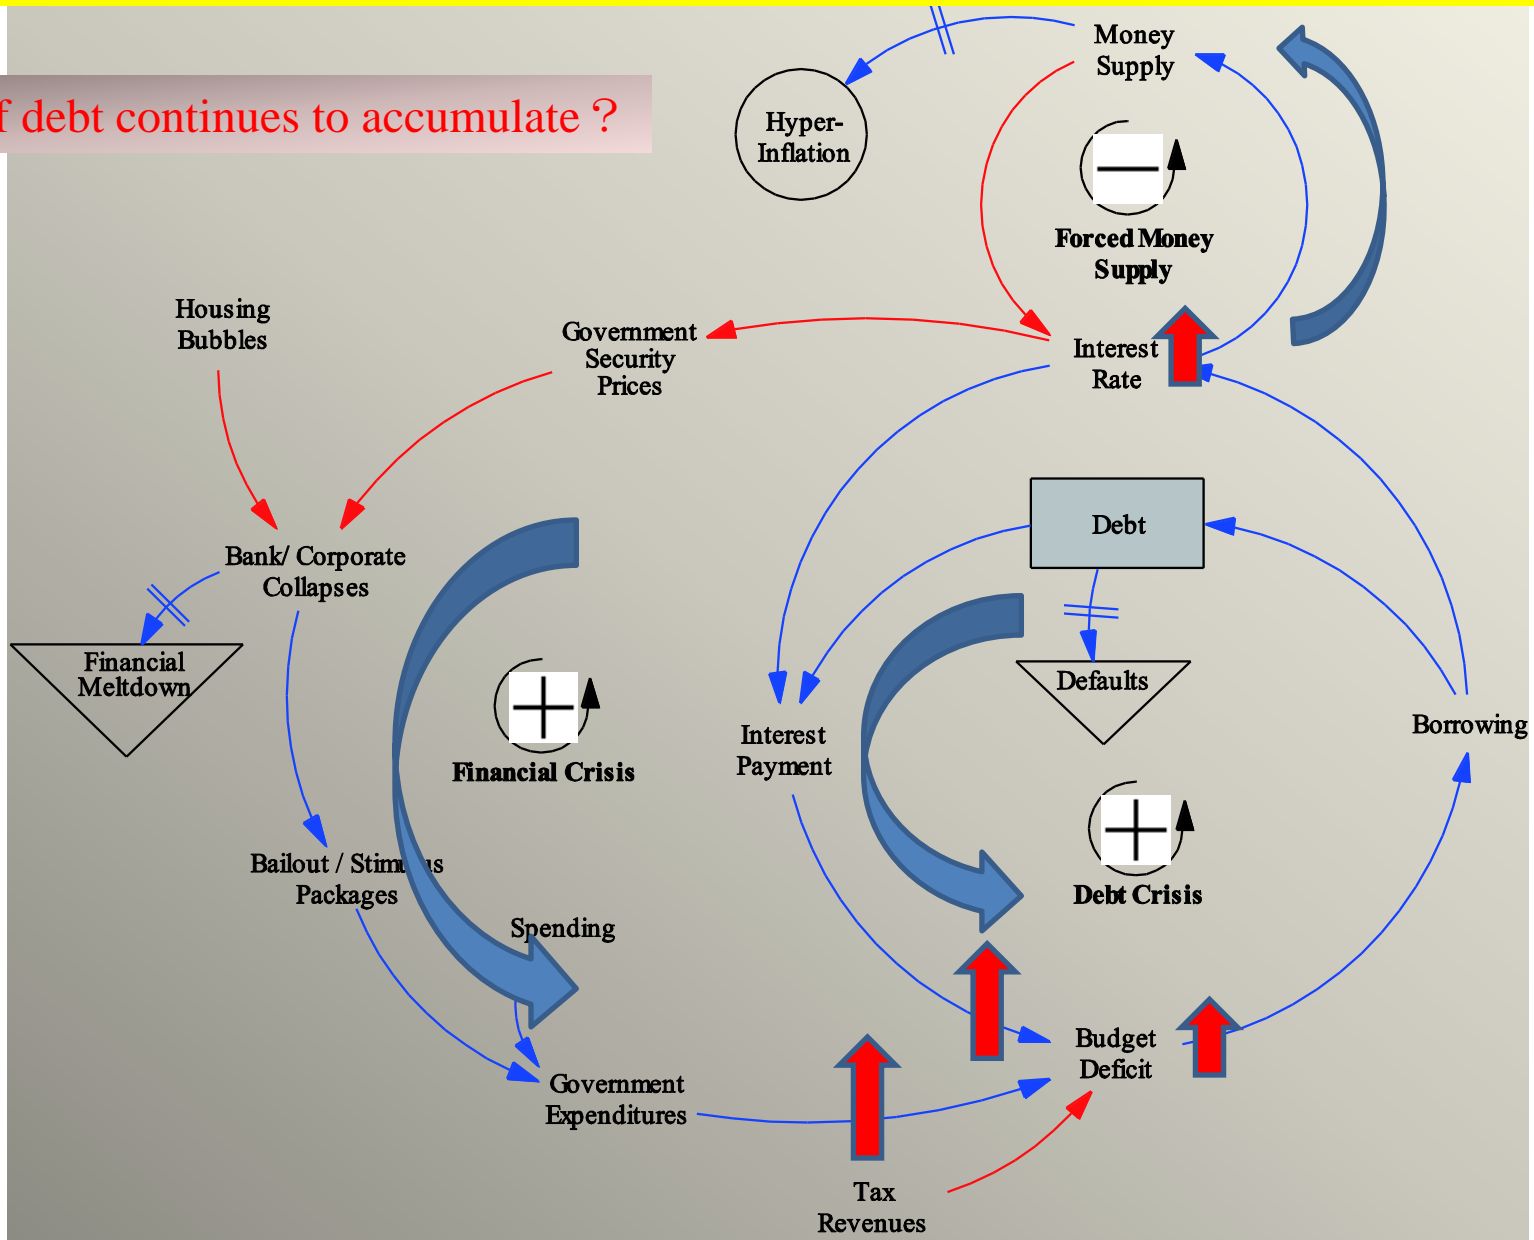 f debt continues to accumulate ?
Money
Supply
Hyper-
Inflation
Forced Money
Supply
Housing
Bubbles
Government
Security
Prices
Interest
Rate
Debt
Bank/ Corporate
Collapses
Financial
Meltdown
Defaults
Interest
Payment
Borrowing
Financial Crisis
Bailout / Stimulus
Packages
Debt Crisis
Spending
Budget
Deficit
Government
Expenditures
Tax
Revenues